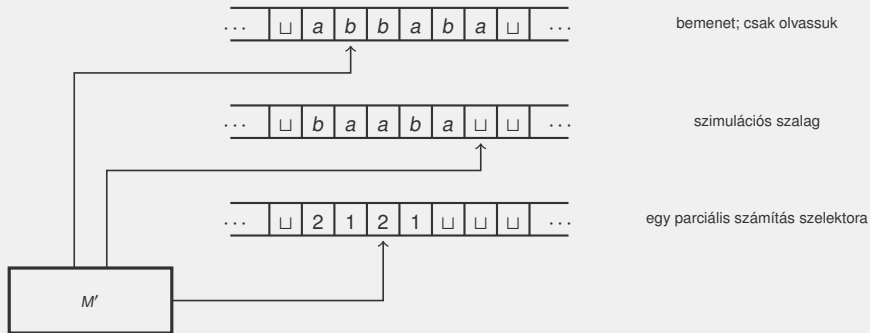 ... ⊔ a b b a b a ⊔ ... bemenet; csak olvassuk
... ⊔ b a a b a ⊔ ⊔ ... szimulációs szalag
... ⊔ 2 1 2 1 ⊔ ⊔ ⊔ ... egy parciális számítás szelektora
M′